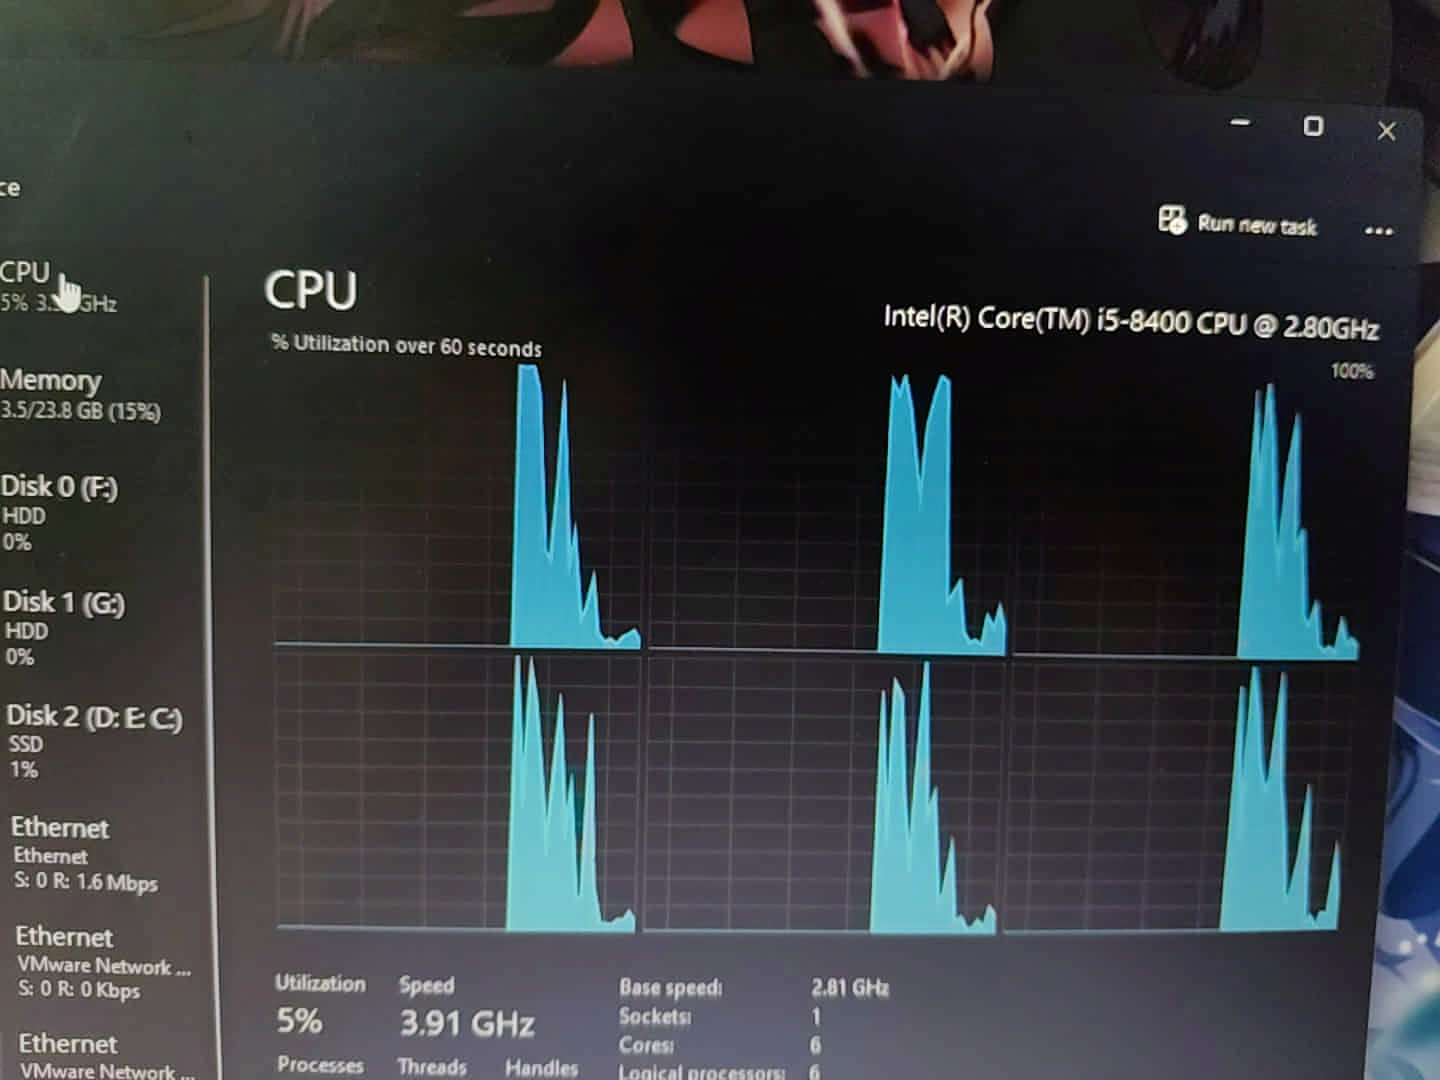 ce
Run new task
CPU
5% 3. GHz
Memory
3.5/23.8 GB (15%)
Disk 0 (F:)
HDD
0%
Disk 1 (G:)
HDD
0%
Disk 2 (D: E: C:)
SSD
1%
Ethernet
Ethernet
S: 0 R: 1.6 Mbps
Ethernet
VMware Network ...
S: 0 R: 0 Kbps
Ethernet
VMware Network ...
CPU
Intel(R) Core(TM) i5-8400 CPU @ 2.80GHz
% Utilization over 60 seconds
100%
Utilization
5%
Speed
3.91 GHz
Processes
Threads
Handles
Base speed: 2.81 GHz
Sockets: 1
Cores: 6
Logical processors: 6